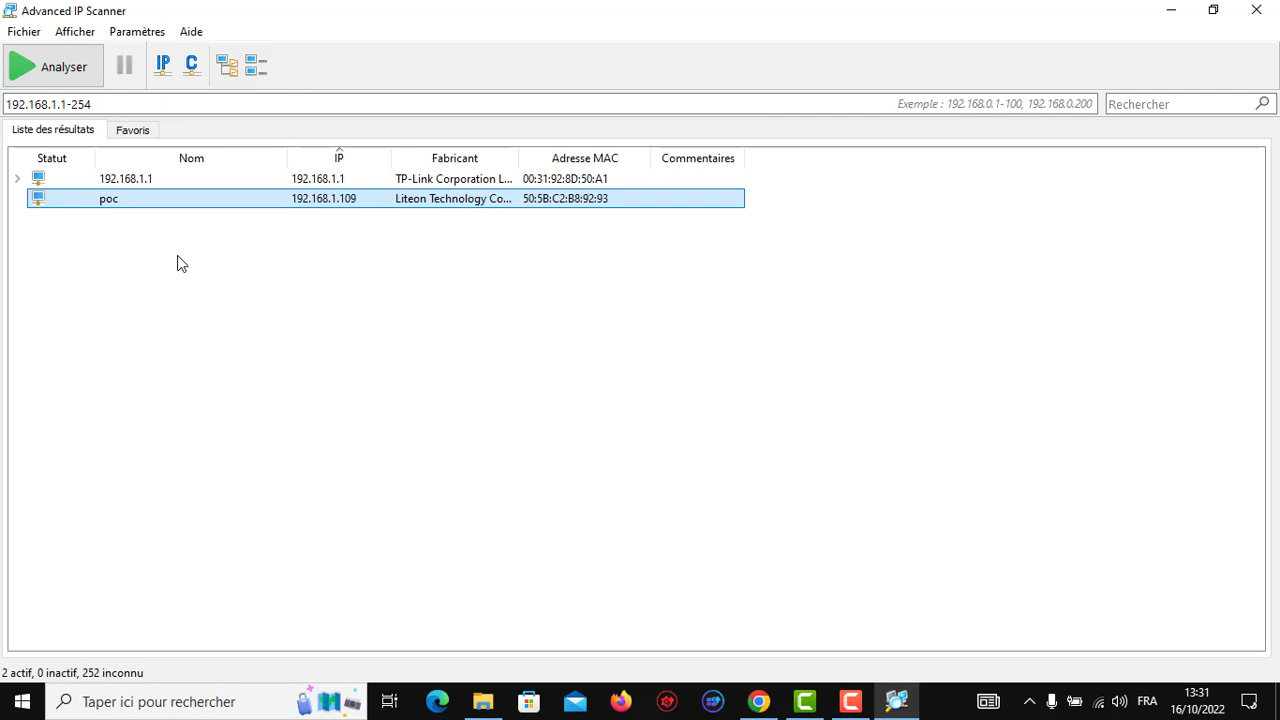 Advanced IP Scanner
Fichier Afficher Paramètres Aide
Analyser IP C
192.168.1.1-254 Exemple : 192.168.0.1-100, 192.168.0.200 Rechercher
Liste des résultats Favoris
Statut Nom IP Fabricant Adresse MAC Commentaires
192.168.1.1 192.168.1.1 TP-Link Corporation L... 00:31:92:8D:50:A1
poc 192.168.1.109 Liteon Technology Co... 50:5B:C2:B8:92:93
2 actif, 0 inactif, 252 inconnu
Taper ici pour rechercher FRA 13:31
16/10/2022